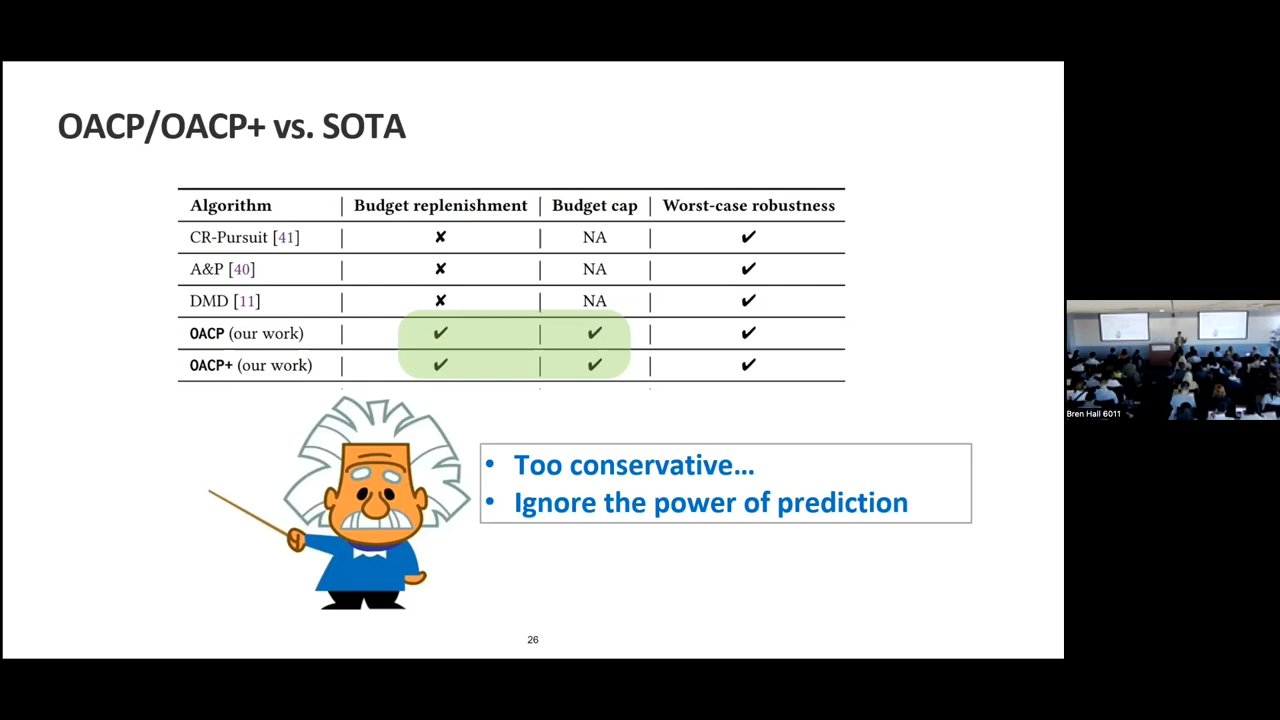 OACP/OACP+ vs. SOTA
Algorithm | Budget replenishment | Budget cap | Worst-case robustness
CR-Pursuit [41] | ✘ | NA | ✔
A&P [40] | ✘ | NA | ✔
DMD [11] | ✘ | NA | ✔
OACP (our work) | ✔ | ✔ | ✔
OACP+ (our work) | ✔ | ✔ | ✔
• Too conservative...
• Ignore the power of prediction
26
Bren Hall 6011